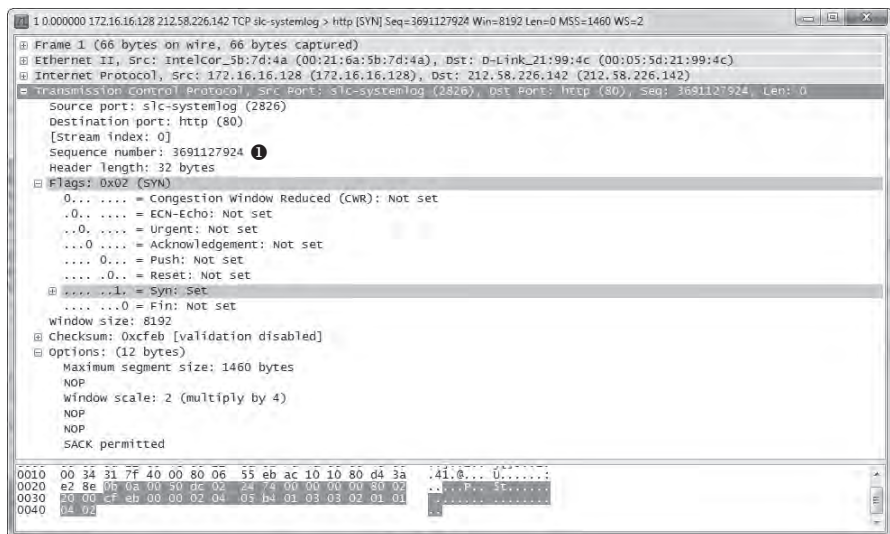 1 0.000000 172.16.16.128 212.58.226.142 TCP slc-systemlog > http [SYN] Seq=3691127924 Win=8192 Len=0 MSS=1460 WS=2
Frame 1 (66 bytes on wire, 66 bytes captured)
Ethernet II, Src: IntelCor_5b:7d:4a (00:21:6a:5b:7d:4a), Dst: D-Link_21:99:4c (00:05:5d:21:99:4c)
Internet Protocol, Src: 172.16.16.128 (172.16.16.128), Dst: 212.58.226.142 (212.58.226.142)
Transmission Control Protocol, Src Port: slc-systemlog (2826), Dst Port: http (80), Seq: 3691127924, Len: 0
Source port: slc-systemlog (2826)
Destination port: http (80)
[Stream index: 0]
Sequence number: 3691127924 ❶
Header length: 32 bytes
Flags: 0x02 (SYN)
0... .... = Congestion Window Reduced (CWR): Not set
.0.. .... = ECN-Echo: Not set
..0. .... = Urgent: Not set
...0 .... = Acknowledgement: Not set
.... 0... = Push: Not set
.... .0.. = Reset: Not set
.... ..1. = Syn: Set
.... ...0 = Fin: Not set
Window size: 8192
Checksum: 0xcfeb [validation disabled]
Options: (12 bytes)
Maximum segment size: 1460 bytes
NOP
Window scale: 2 (multiply by 4)
NOP
NOP
SACK permitted
0010 00 34 31 7f 40 00 80 06 55 eb ac 10 10 80 d4 3a .41.@... U......:
0020 e2 8e 0b 0a 00 50 dc 02 24 74 00 00 00 00 80 02 .....P.. $t......
0030 20 00 cf eb 00 00 02 04 05 b4 01 03 03 02 01 01 ........ ........
0040 04 02 ..